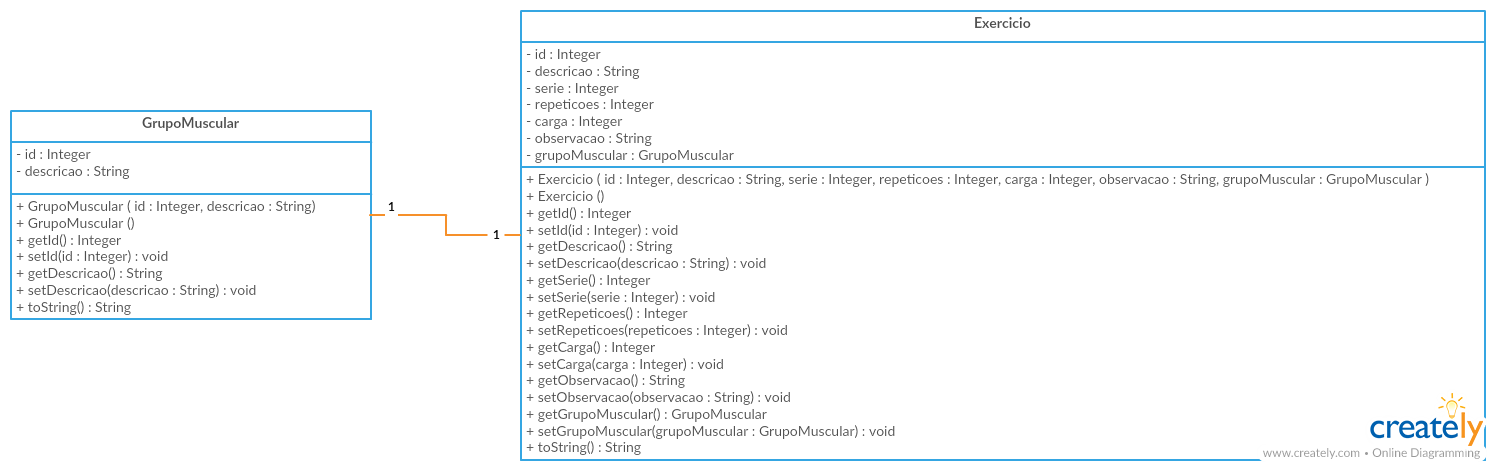 GrupoMuscular
- id : Integer
- descricao : String
+ GrupoMuscular ( id : Integer, descricao : String)
+ GrupoMuscular ()
+ getId() : Integer
+ setId(id : Integer) : void
+ getDescricao() : String
+ setDescricao(descricao : String) : void
+ toString() : String
1
1
Exercicio
- id : Integer
- descricao : String
- serie : Integer
- repeticoes : Integer
- carga : Integer
- observacao : String
- grupoMuscular : GrupoMuscular
+ Exercicio ( id : Integer, descricao : String, serie : Integer, repeticoes : Integer, carga : Integer, observacao : String, grupoMuscular : GrupoMuscular )
+ Exercicio ()
+ getId() : Integer
+ setId(id : Integer) : void
+ getDescricao() : String
+ setDescricao(descricao : String) : void
+ getSerie() : Integer
+ setSerie(serie : Integer) : void
+ getRepeticoes() : Integer
+ setRepeticoes(repeticoes : Integer) : void
+ getCarga() : Integer
+ setCarga(carga : Integer) : void
+ getObservacao() : String
+ setObservacao(observacao : String) : void
+ getGrupoMuscular() : GrupoMuscular
+ setGrupoMuscular(grupoMuscular : GrupoMuscular) : void
+ toString() : String
creately
www.creately.com • Online Diagramming